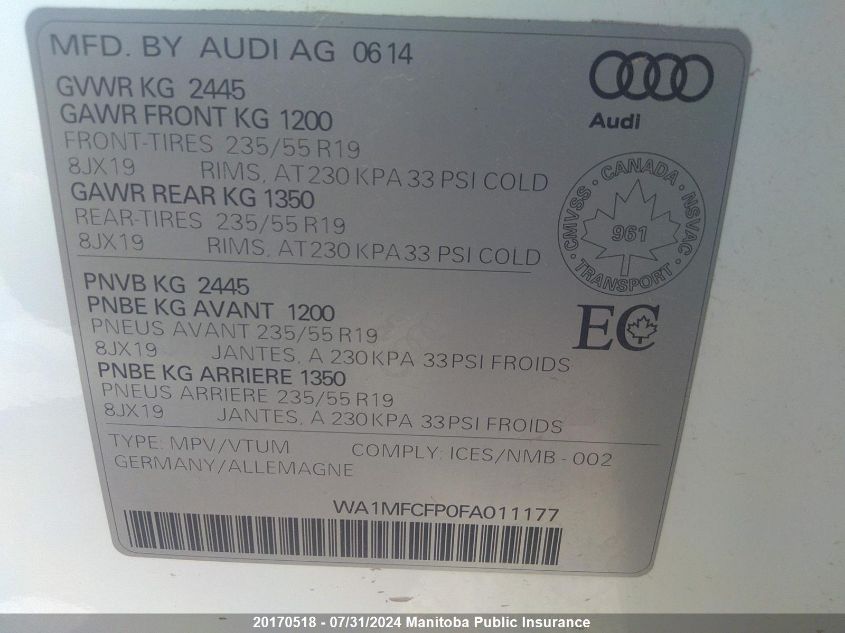 MFD. BY AUDI AG 0614
GVWR KG 2445
GAWR FRONT KG 1200
FRONT-TIRES 235/55 R19
8JX19 RIMS, AT 230 KPA 33 PSI COLD
GAWR REAR KG 1350
REAR-TIRES 235/55 R19
8JX19 RIMS, AT 230 KPA 33 PSI COLD
Audi
CANADA
CMVSS
NSVAC
961
TRANSPORT
EC
PNVB KG 2445
PNBE KG AVANT 1200
PNEUS AVANT 235/55 R19
8JX19 JANTES, A 230 KPA 33 PSI FROIDS
PNBE KG ARRIERE 1350
PNEUS ARRIERE 235/55 R19
8JX19 JANTES, A 230 KPA 33 PSI FROIDS
TYPE: MPV/VTUM COMPLY: ICES/NMB - 002
GERMANY/ALLEMAGNE
WA1MFCFP0FA011177
20170518 - 07/31/2024 Manitoba Public Insurance